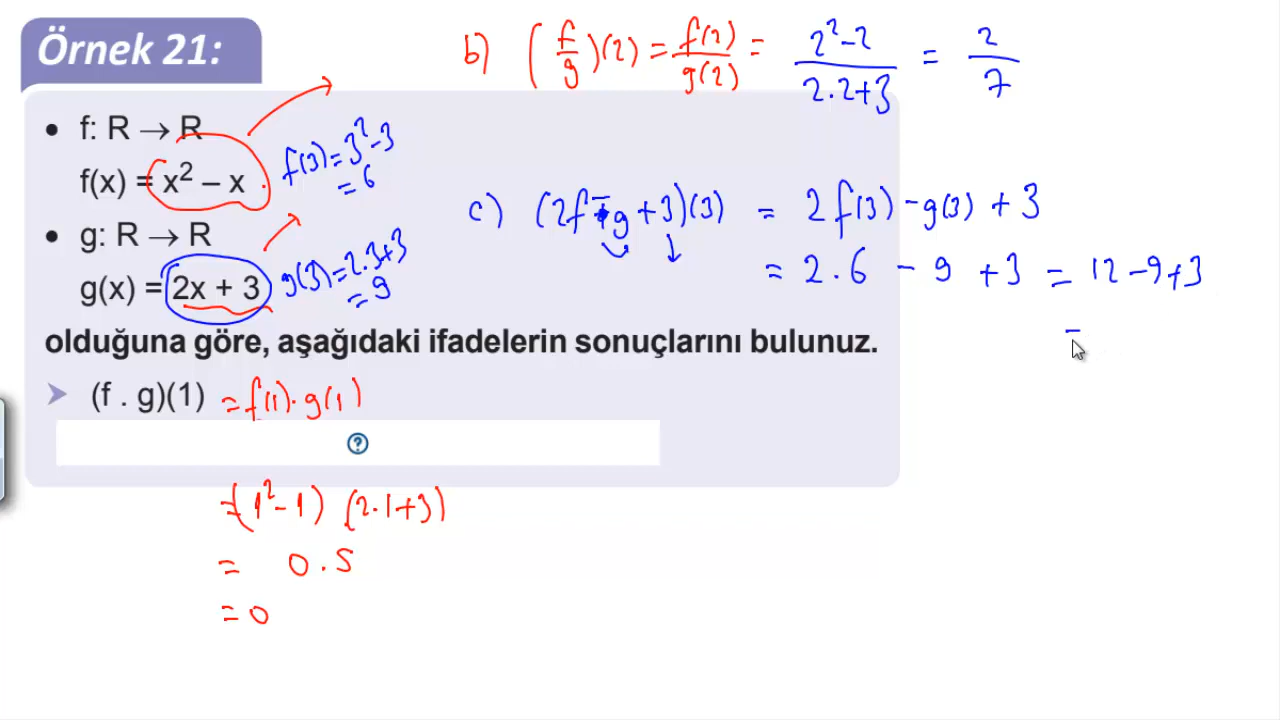 Örnek 21:
• f: R → R
f(x) = x² – x
f(3) = 3² - 3
= 6
• g: R → R
g(x) = 2x + 3
g(3) = 2.3+3
= 9
olduğuna göre, aşağıdaki ifadelerin sonuçlarını bulunuz.
➤ (f . g)(1) = f(1) . g(1)
= (1² - 1) (2.1+3)
= 0.5
= 0
b) (f/g)(2) = f(2)/g(2) = (2² - 2)/(2.2+3) = 2/7
c) (2f - g + 3)(3) = 2f(3) - g(3) + 3
= 2.6 - 9 + 3 = 12 - 9 + 3